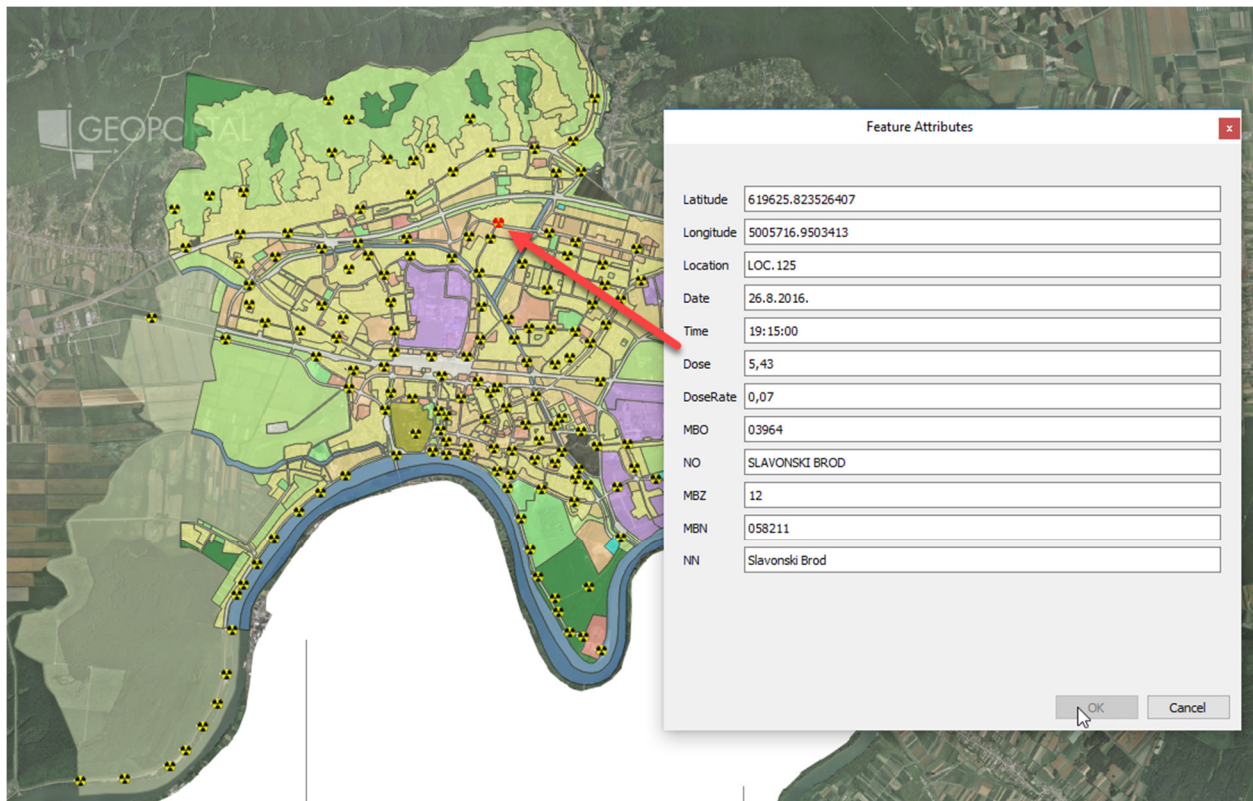 GEOPORTAL
Feature Attributes
x
Latitude 619625.823526407
Longitude 5005716.9503413
Location LOC.125
Date 26.8.2016.
Time 19:15:00
Dose 5,43
DoseRate 0,07
MBO 03964
NO SLAVONSKI BROD
MBZ 12
MBN 058211
NN Slavonski Brod
OK Cancel